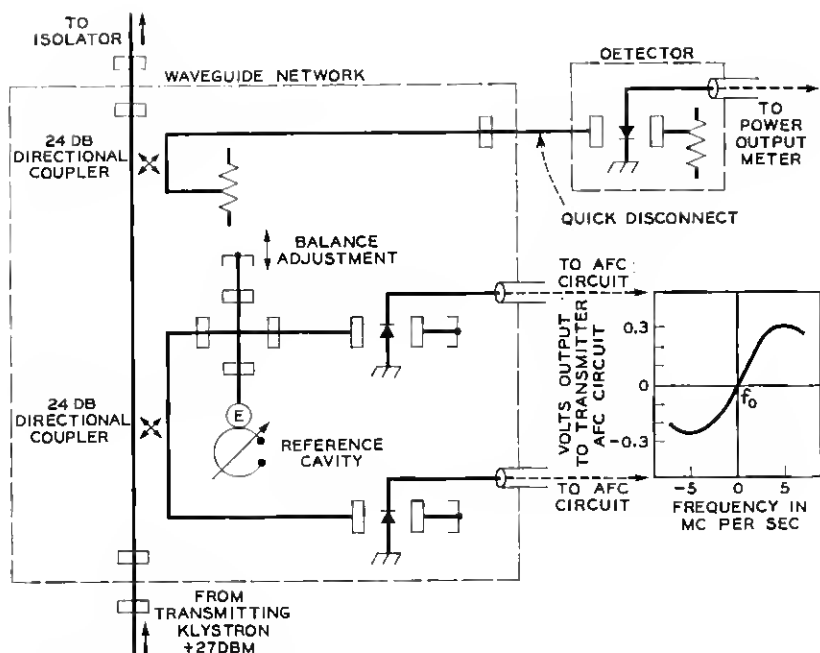 TO
ISOLATOR
DETECTOR
WAVEGUIDE NETWORK
TO
POWER
OUTPUT
METER
24 DB
DIRECTIONAL
COUPLER
QUICK DISCONNECT
BALANCE
ADJUSTMENT
TO AFC
CIRCUIT
24 DB
DIRECTIONAL
COUPLER
E
REFERENCE
CAVITY
VOLTS OUTPUT
TO TRANSMITTER
AFC CIRCUIT
0.3
0
-0.3
fo
-5 0 5
FREQUENCY IN
MC PER SEC
TO AFC
CIRCUIT
FROM
TRANSMITTING
KLYSTRON
+27DBM